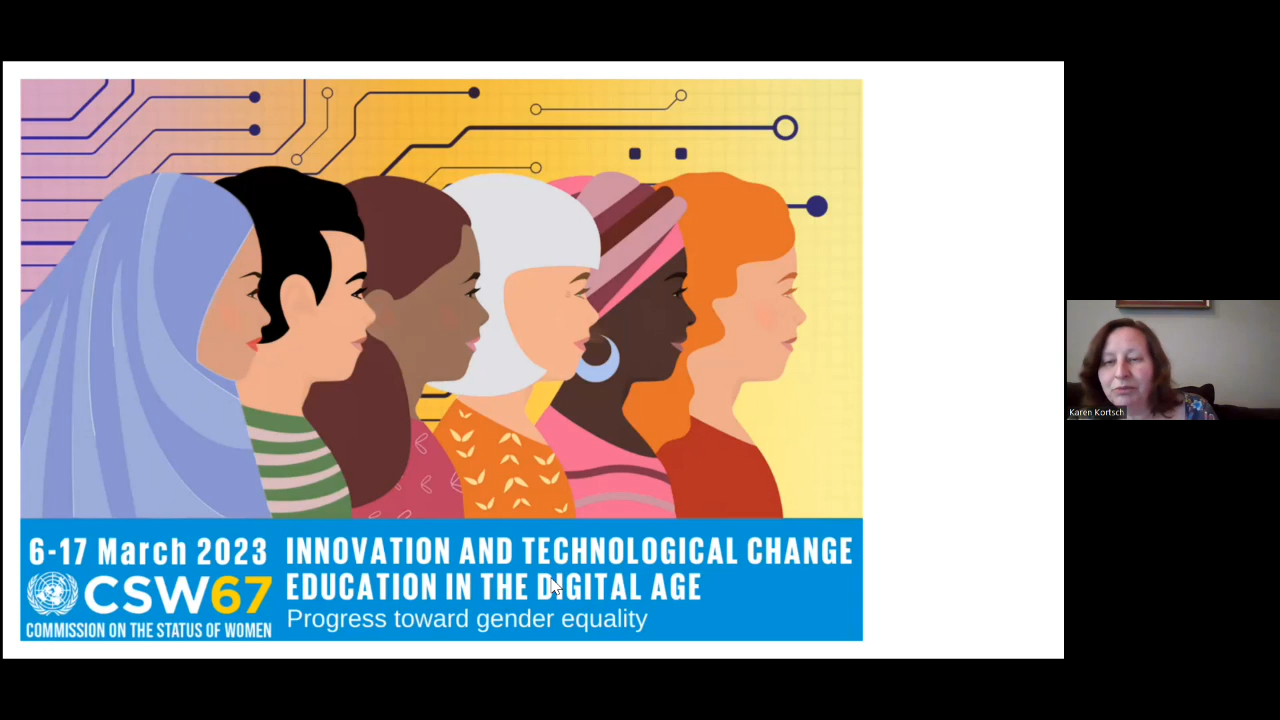 6-17 March 2023
CSW67
COMMISSION ON THE STATUS OF WOMEN
INNOVATION AND TECHNOLOGICAL CHANGE
EDUCATION IN THE DIGITAL AGE
Progress toward gender equality
Karen Kortsch